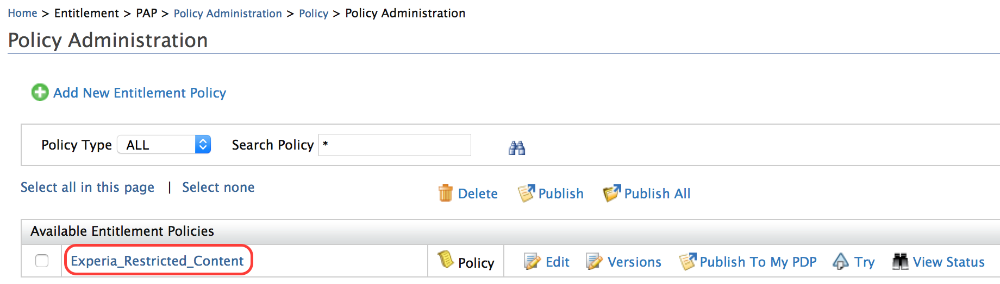 Home > Entitlement > PAP > Policy Administration > Policy > Policy Administration
Policy Administration
Add New Entitlement Policy
Policy Type ALL Search Policy *
Select all in this page | Select none Delete Publish Publish All
Available Entitlement Policies
Experia_Restricted_Content Policy Edit Versions Publish To My PDP Try View Status